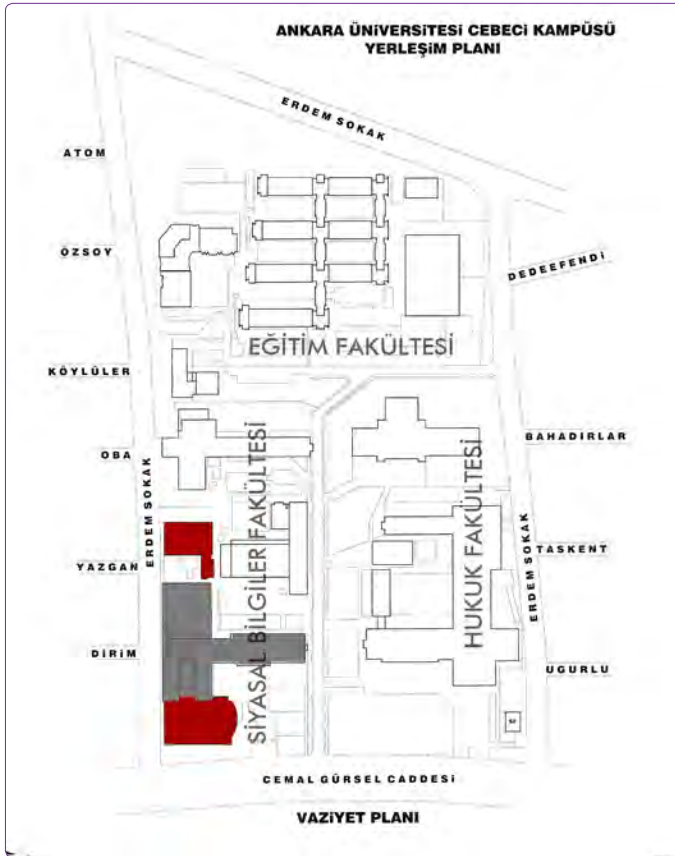 ANKARA ÜNİVERSİTESİ CEBECİ KAMPÜSÜ
YERLEŞİM PLANI
ERDEM SOKAK
ATOM
ÖZSOY
DEDEEFENDİ
EĞİTİM FAKÜLTESİ
KÖYLÜLER
OBA
BAHADIRLAR
ERDEM SOKAK
SİYASAL BİLGİLER FAKÜLTESİ
HUKUK FAKÜLTESİ
YAZGAN
TASKENT
ERDEM SOKAK
DİRİM
UGURLU
CEMAL GÜRSEL CADDESİ
VAZİYET PLANI